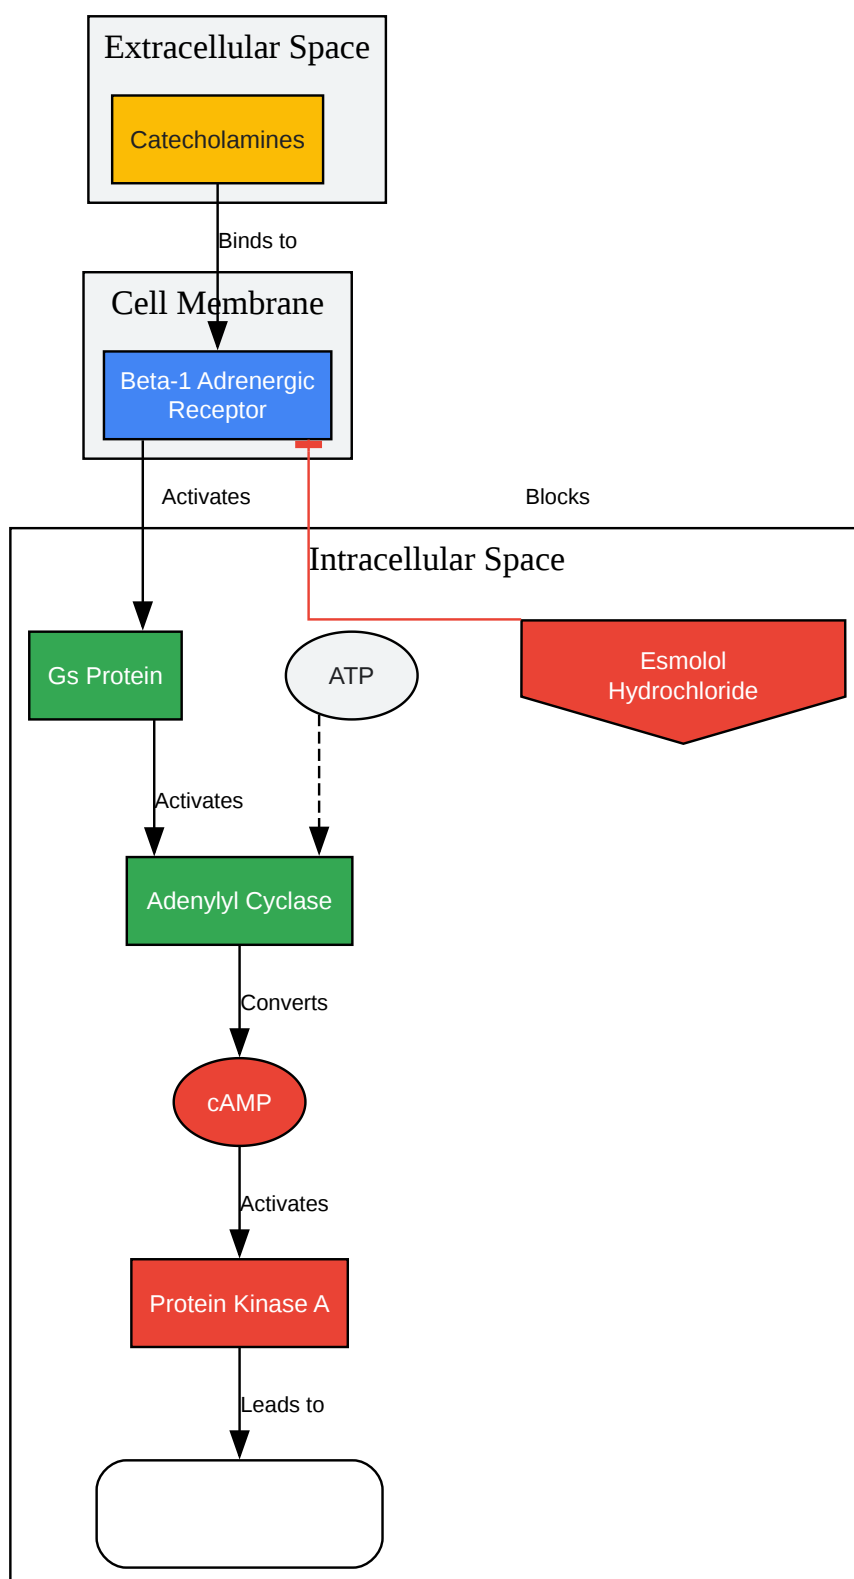 Extracellular Space
Catecholamines
Binds to
Cell Membrane
Beta-1 Adrenergic
Receptor
Activates
Blocks
Intracellular Space
Gs Protein
ATP
Esmolol
Hydrochloride
Activates
Adenylyl Cyclase
Converts
cAMP
Activates
Protein Kinase A
Leads to